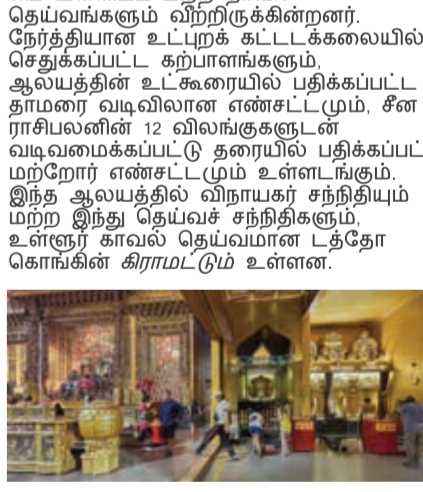 தெய்வங்களும் வீற்றிருக்கின்றனர்.
நேர்த்தியான உட்புறக் கட்டடக்கலையில்
செதுக்கப்பட்ட கற்பாளங்களும்,
ஆலயத்தின் உட்கூரையில் பதிக்கப்பட்ட
தாமரை வடிவிலான எண்சட்டமும், சீன
ராசிபலனின் 12 விலங்குகளுடன்
வடிவமைக்கப்பட்டு தரையில் பதிக்கப்பட்
மற்றோர் எண்சட்டமும் உள்ளடங்கும்.
இந்த ஆலயத்தில் விநாயகர் சந்நிதியும்
மற்ற இந்து தெய்வச் சந்நிதிகளும்,
உள்ளூர் காவல் தெய்வமான டத்தோ
கொங்கின் கிராமட்டும் உள்ளன.